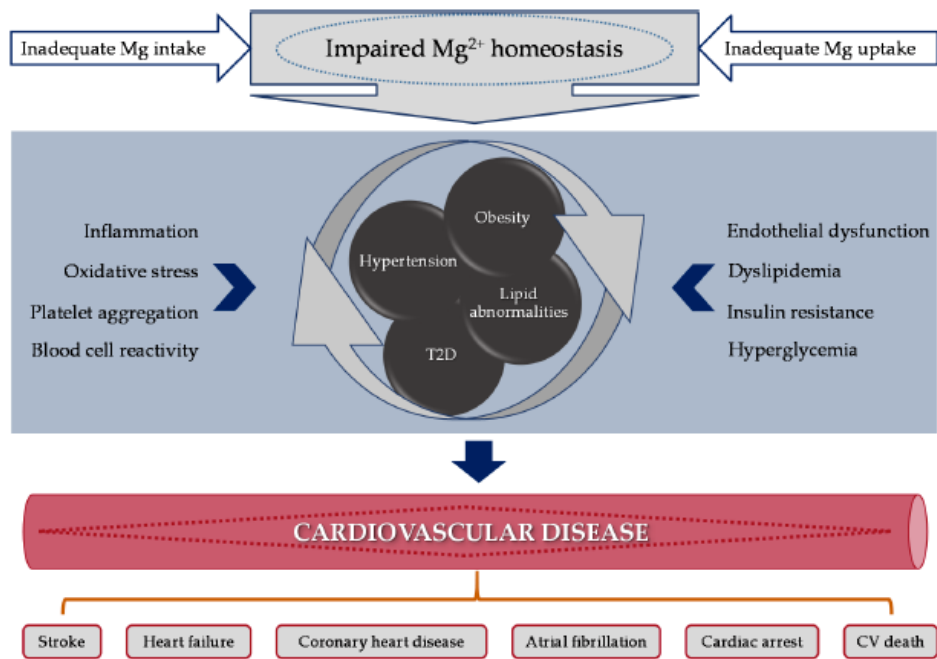 Inadequate Mg intake
Impaired Mg²⁺ homeostasis
Inadequate Mg uptake
Inflammation
Oxidative stress
Platelet aggregation
Blood cell reactivity
Obesity
Hypertension
Lipid
abnormalities
T2D
Endothelial dysfunction
Dyslipidemia
Insulin resistance
Hyperglycemia
CARDIOVASCULAR DISEASE
Stroke
Heart failure
Coronary heart disease
Atrial fibrillation
Cardiac arrest
CV death